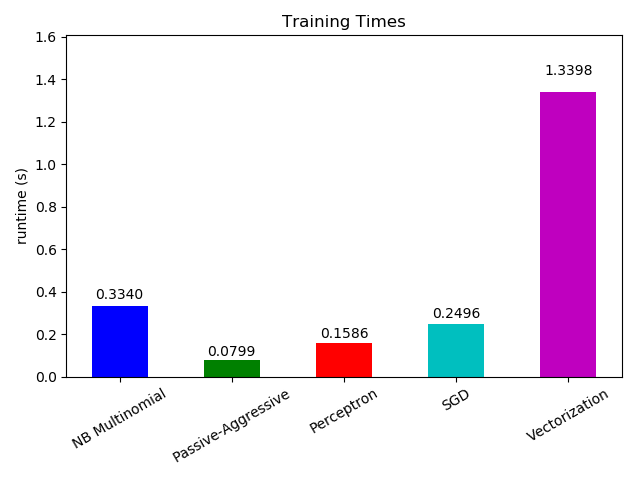 Training Times
runtime (s)
1.6
1.4
1.2
1.0
0.8
0.6
0.4
0.2
0.0
0.3340
0.0799
0.1586
0.2496
1.3398
NB Multinomial
Passive-Aggressive
Perceptron
SGD
Vectorization